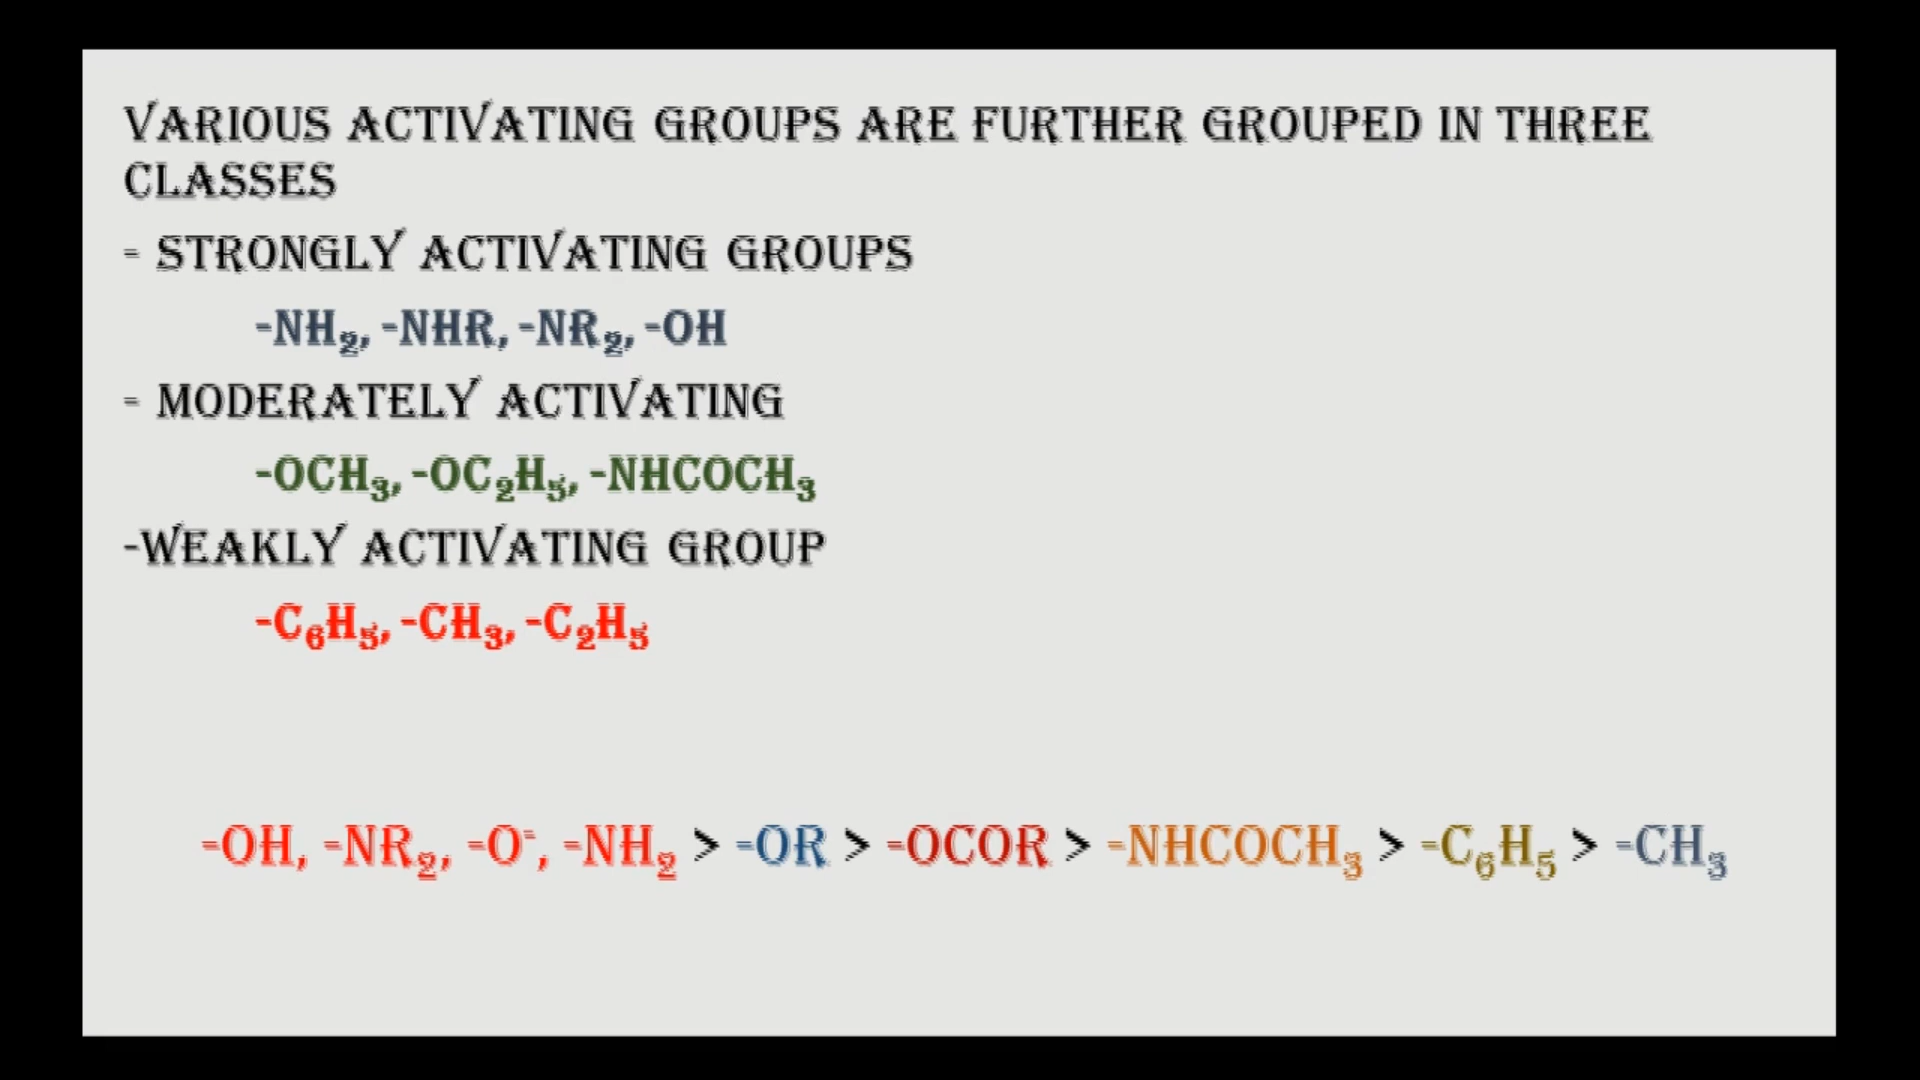 VARIOUS ACTIVATING GROUPS ARE FURTHER GROUPED IN THREE
CLASSES
- STRONGLY ACTIVATING GROUPS
-NH₂, -NHR, -NR₂, -OH
- MODERATELY ACTIVATING
-OCH₃, -OC₂H₅, -NHCOCH₃
-WEAKLY ACTIVATING GROUP
-C₆H₅, -CH₃, -C₂H₅
-OH, -NR₂, -O⁻, -NH₂ > -OR > -OCOR > -NHCOCH₃ > -C₆H₅ > -CH₃